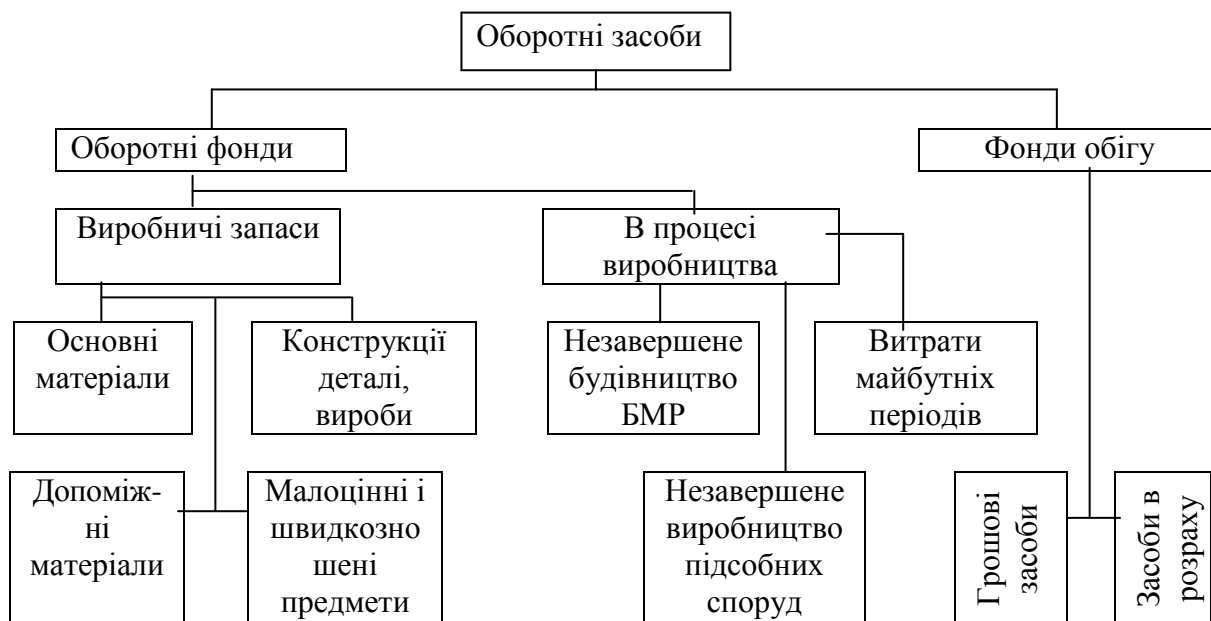 Оборотні засоби
Оборотні фонди
Фонди обігу
Виробничі запаси
В процесі
виробництва
Основні
матеріали
Конструкції
деталі,
вироби
Незавершене
будівництво
БМР
Витрати
майбутніх
періодів
Допоміж-
ні
матеріали
Малоцінні і
швидкозно
шені
предмети
Незавершене
виробництво
підсобних
споруд
Грошові
засоби
Засоби в
розраху